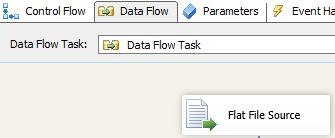 Control Flow Data Flow Parameters Event Ha
Data Flow Task: Data Flow Task
Flat File Source